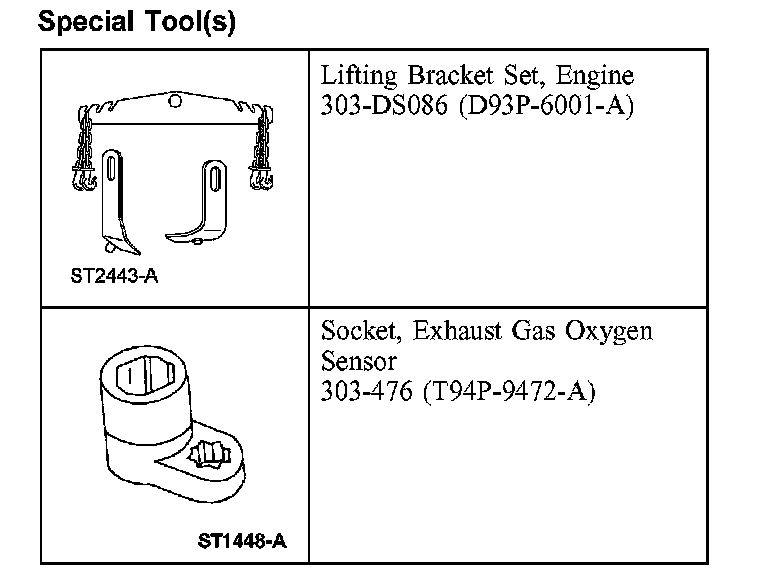 Special Tool(s)
Lifting Bracket Set, Engine
303-DS086 (D93P-6001-A)
ST2443-A
Socket, Exhaust Gas Oxygen
Sensor
303-476 (T94P-9472-A)
ST1448-A